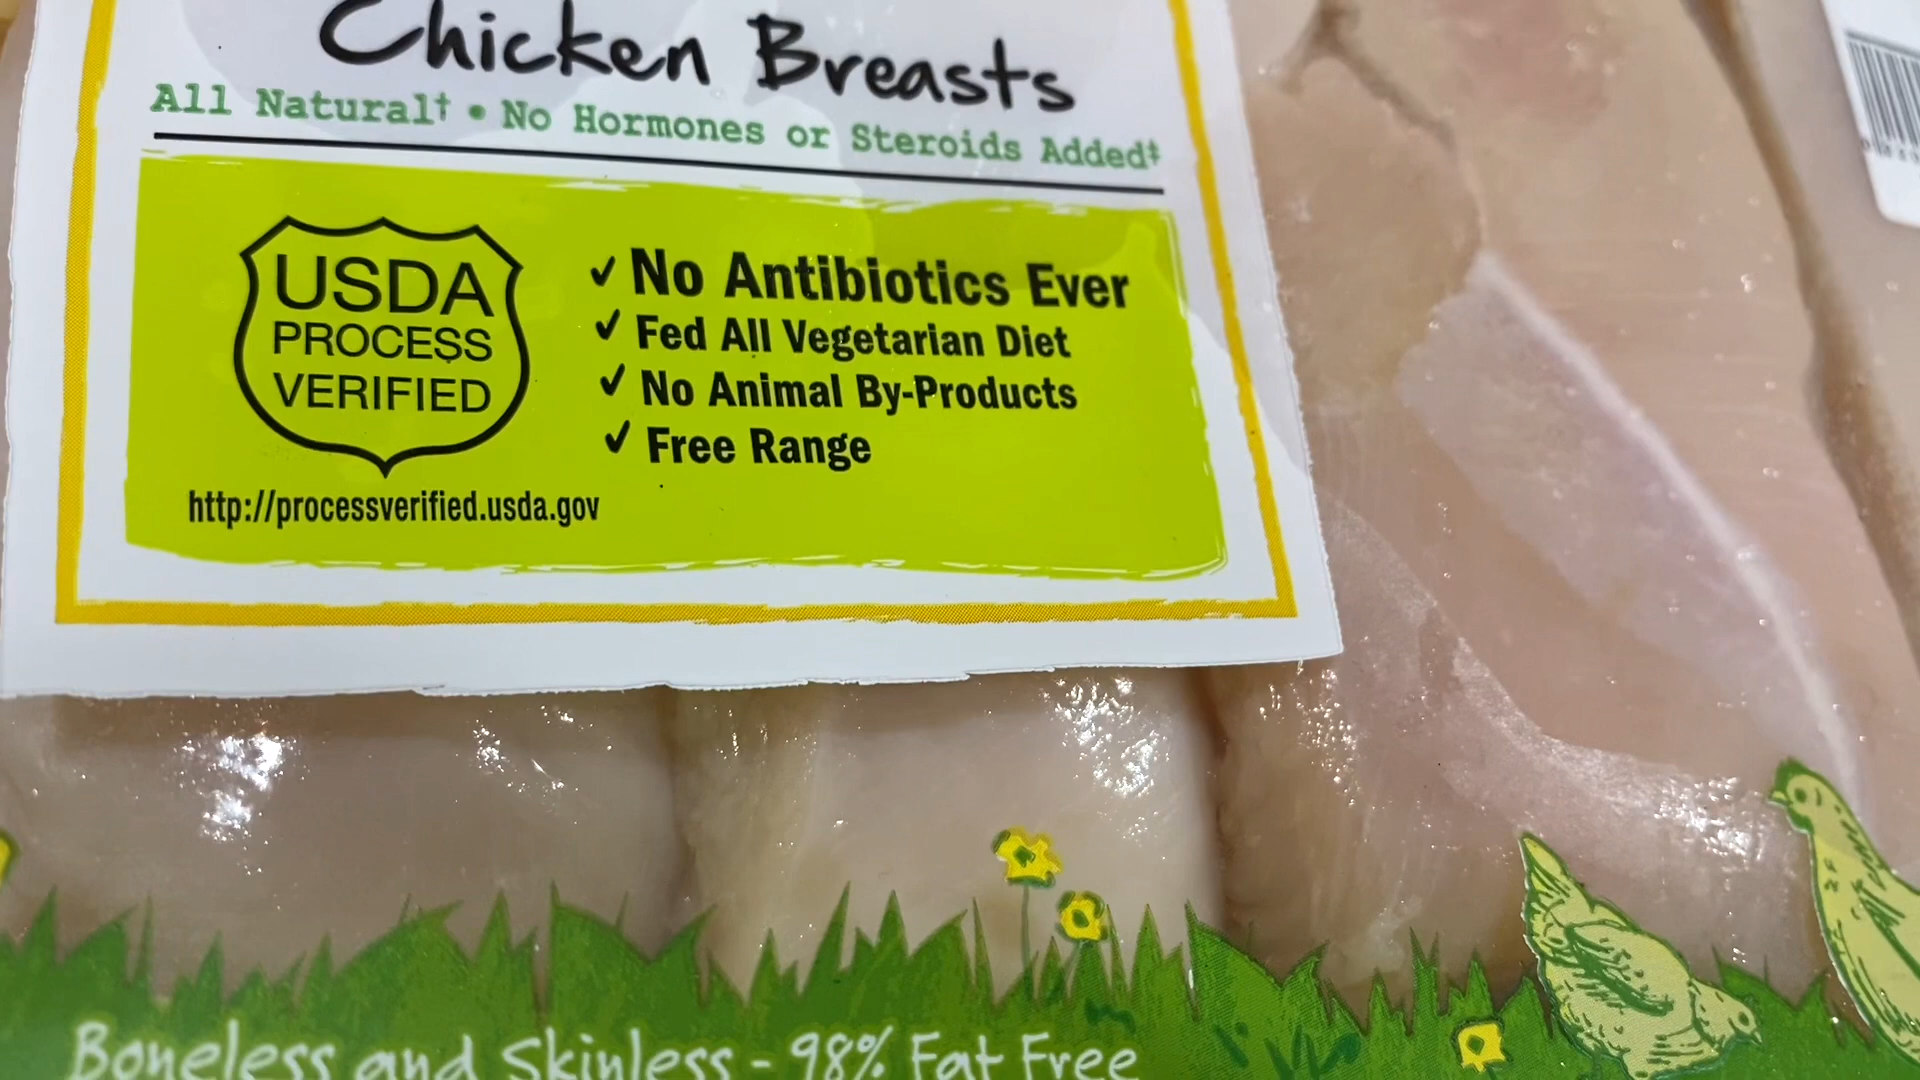 Chicken Breasts
All Natural† • No Hormones or Steroids Added‡
USDA
PROCESS
VERIFIED
http://processverified.usda.gov
✓ No Antibiotics Ever
✓ Fed All Vegetarian Diet
✓ No Animal By-Products
✓ Free Range
Boneless and Skinless - 98% Fat Free